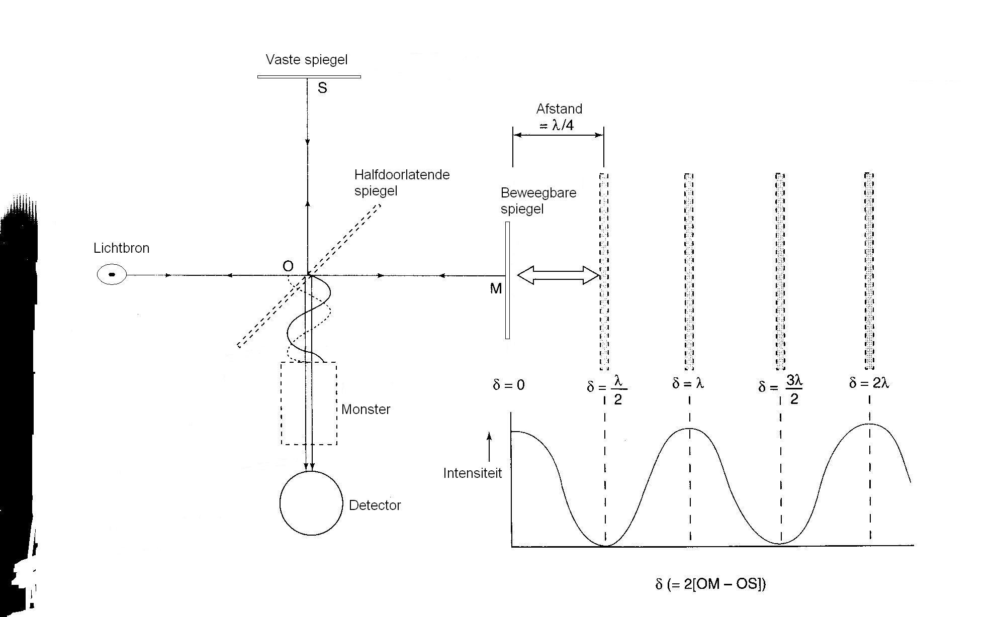 Vaste spiegel
S
Afstand
= λ/4
Halfdoorlatende
spiegel
Beweegbare
spiegel
Lichtbron
O
M
δ = 0
δ = λ/2
δ = λ
δ = 3λ/2
δ = 2λ
Monster
Intensiteit
Detector
δ (= 2[OM – OS])